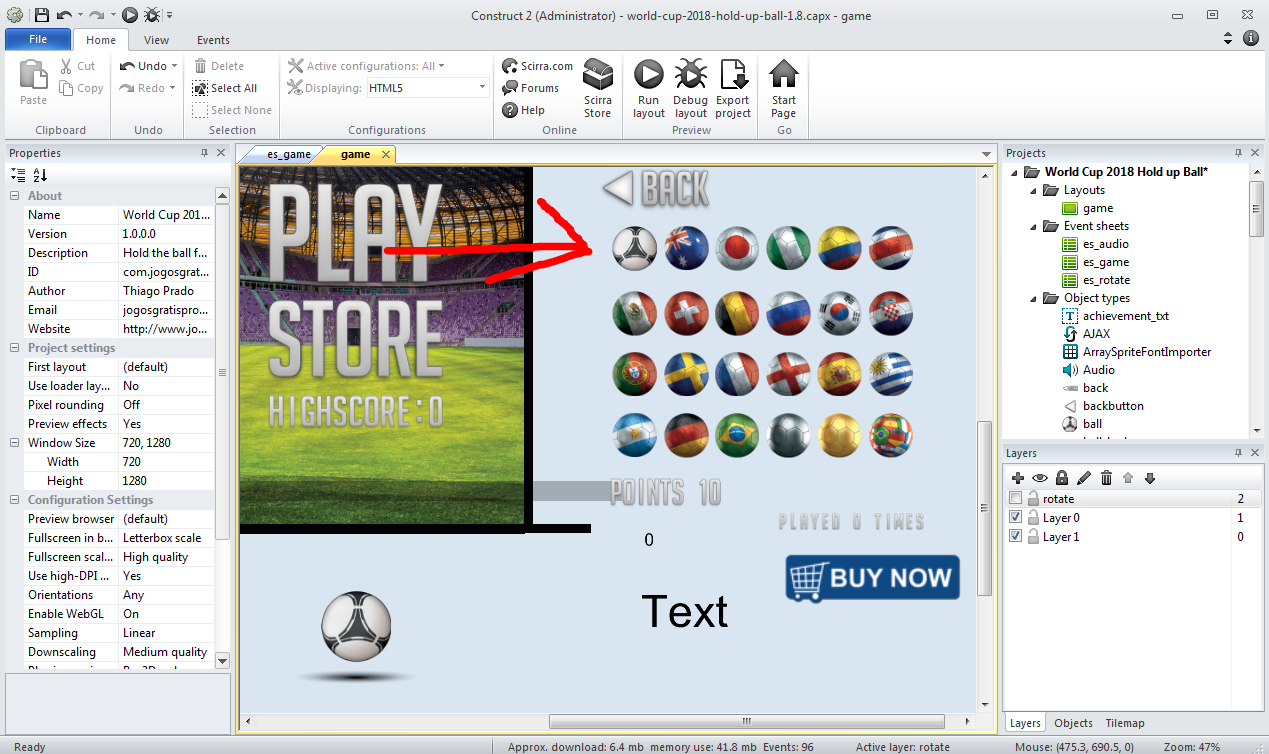 Construct 2 (Administrator) - world-cup-2018-hold-up-ball-1.8.capx - game
File Home View Events
Paste
Cut
Copy
Clipboard
Undo
Redo
Undo
Delete
Select All
Select None
Selection
Active configurations: All
Displaying: HTML5
Configurations
Scirra.com
Forums
Help
Scirra Store
Online
Run layout
Debug layout
Export project
Preview
Start Page
Go
Properties
About
Name World Cup 201...
Version 1.0.0.0
Description Hold the ball f...
ID com.jogosgrat...
Author Thiago Prado
Email jogosgratispro...
Website http://www.jo...
Project settings
First layout (default)
Use loader lay... No
Pixel rounding Off
Preview effects Yes
Window Size 720, 1280
Width 720
Height 1280
Configuration Settings
Preview browser (default)
Fullscreen in b... Letterbox scale
Fullscreen scal... High quality
Use high-DPI ... Yes
Orientations Any
Enable WebGL On
Sampling Linear
Downscaling Medium quality
es_game game
PLAY
STORE
HIGHSCORE:0
BACK
POINTS 10
PLAYED 0 TIMES
0
BUY NOW
Text
Projects
World Cup 2018 Hold up Ball*
Layouts
game
Event sheets
es_audio
es_game
es_rotate
Object types
achievement_txt
AJAX
ArraySpriteFontImporter
Audio
back
backbutton
ball
Layers
rotate 2
Layer 0 1
Layer 1 0
Layers Objects Tilemap
Ready
Approx. download: 6.4 mb memory use: 41.8 mb Events: 96
Active layer: rotate
Mouse: (475.3, 690.5, 0)
Zoom: 47%